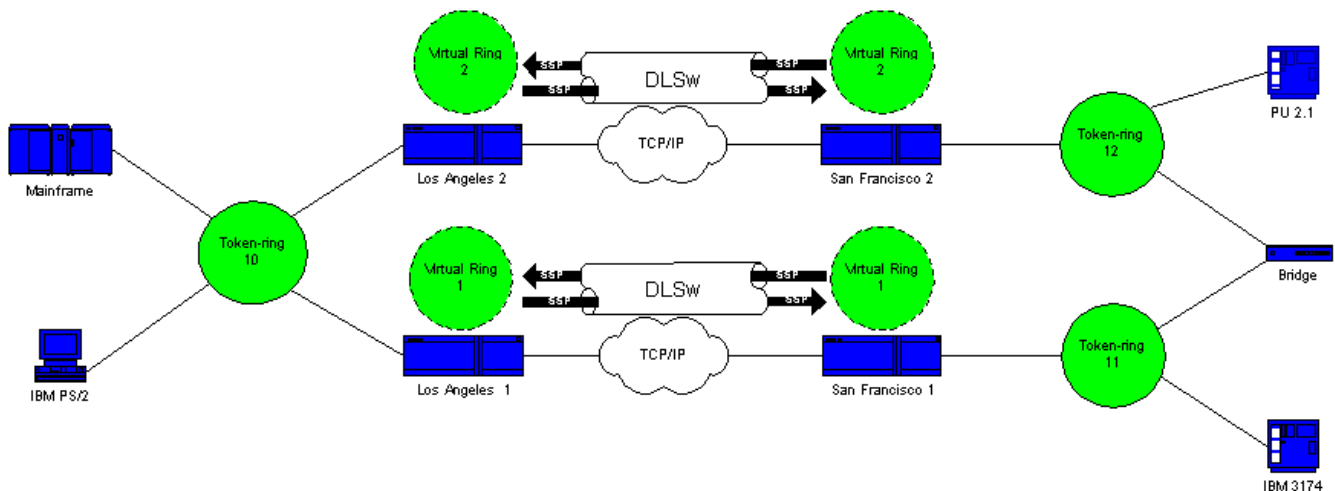 Virtual Ring
2
SSP
SSP
DLSw
SSP
SSP
Virtual Ring
2
PU 2.1
Mainframe
Los Angeles 2
TCP/IP
San Francisco 2
Token-ring
12
Token-ring
10
Virtual Ring
1
SSP
SSP
DLSw
SSP
SSP
Virtual Ring
1
Bridge
IBM PS/2
Los Angeles 1
TCP/IP
San Francisco 1
Token-ring
11
IBM 3174